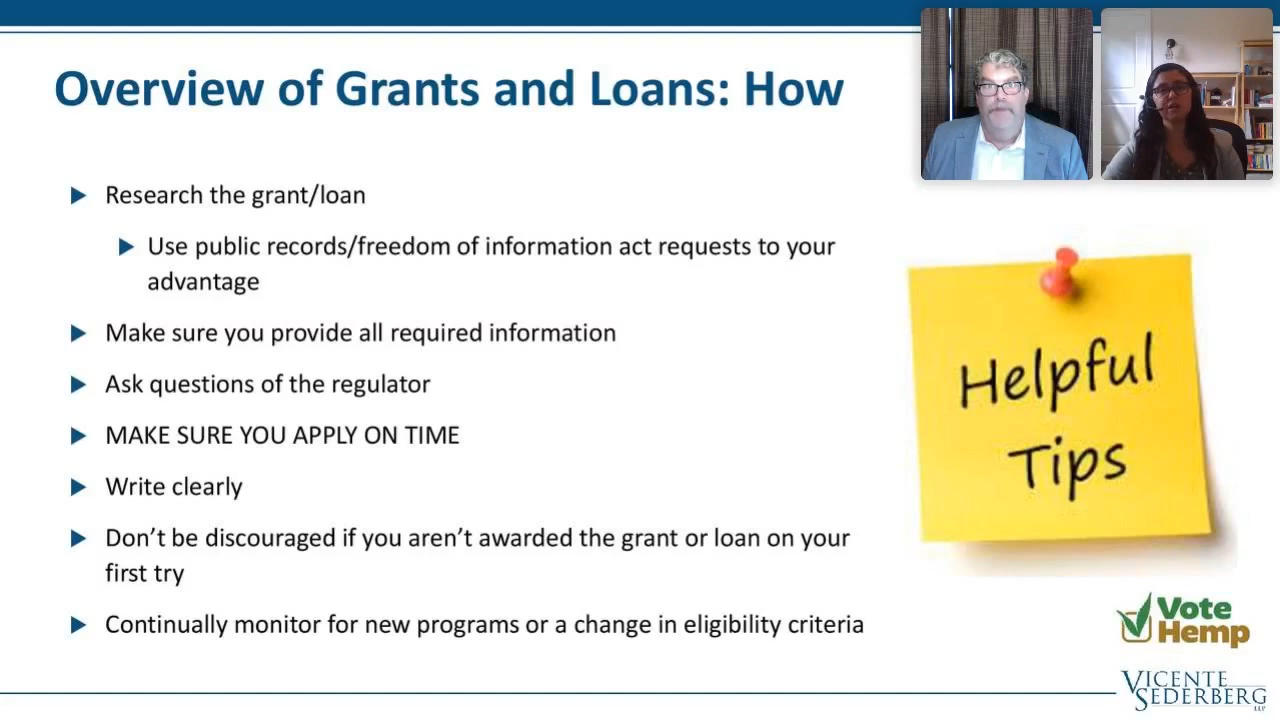 Overview of Grants and Loans: How
Research the grant/loan
Use public records/freedom of information act requests to your
advantage
Make sure you provide all required information
Ask questions of the regulator
MAKE SURE YOU APPLY ON TIME
Write clearly
Don’t be discouraged if you aren’t awarded the grant or loan on your
first try
Continually monitor for new programs or a change in eligibility criteria
Helpful
Tips
Vote
Hemp
VICENTE
SEDERBERG
LLP